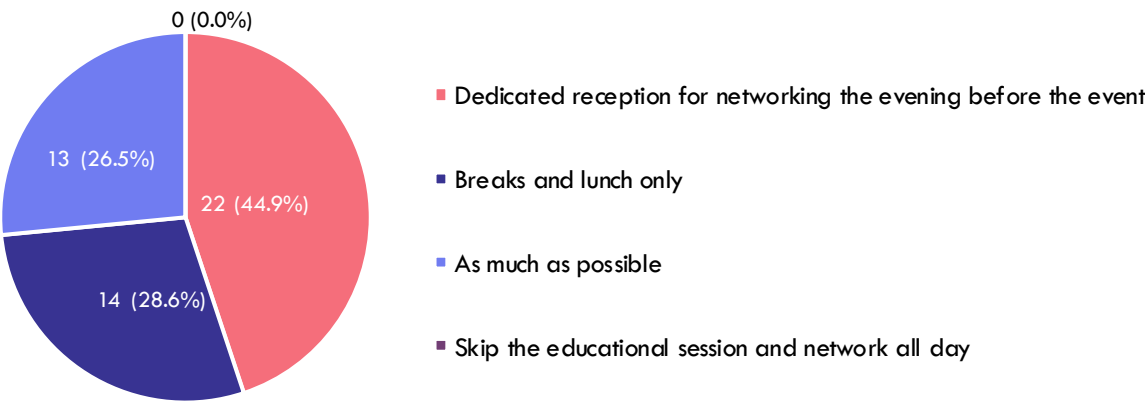 0 (0.0%)
Dedicated reception for networking the evening before the event
13 (26.5%)
Breaks and lunch only
22 (44.9%)
As much as possible
14 (28.6%)
Skip the educational session and network all day